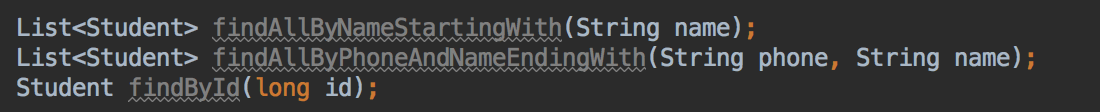 List<Student> findAllByNameStartingWith(String name);
List<Student> findAllByPhoneAndNameEndingWith(String phone, String name);
Student findById(long id);